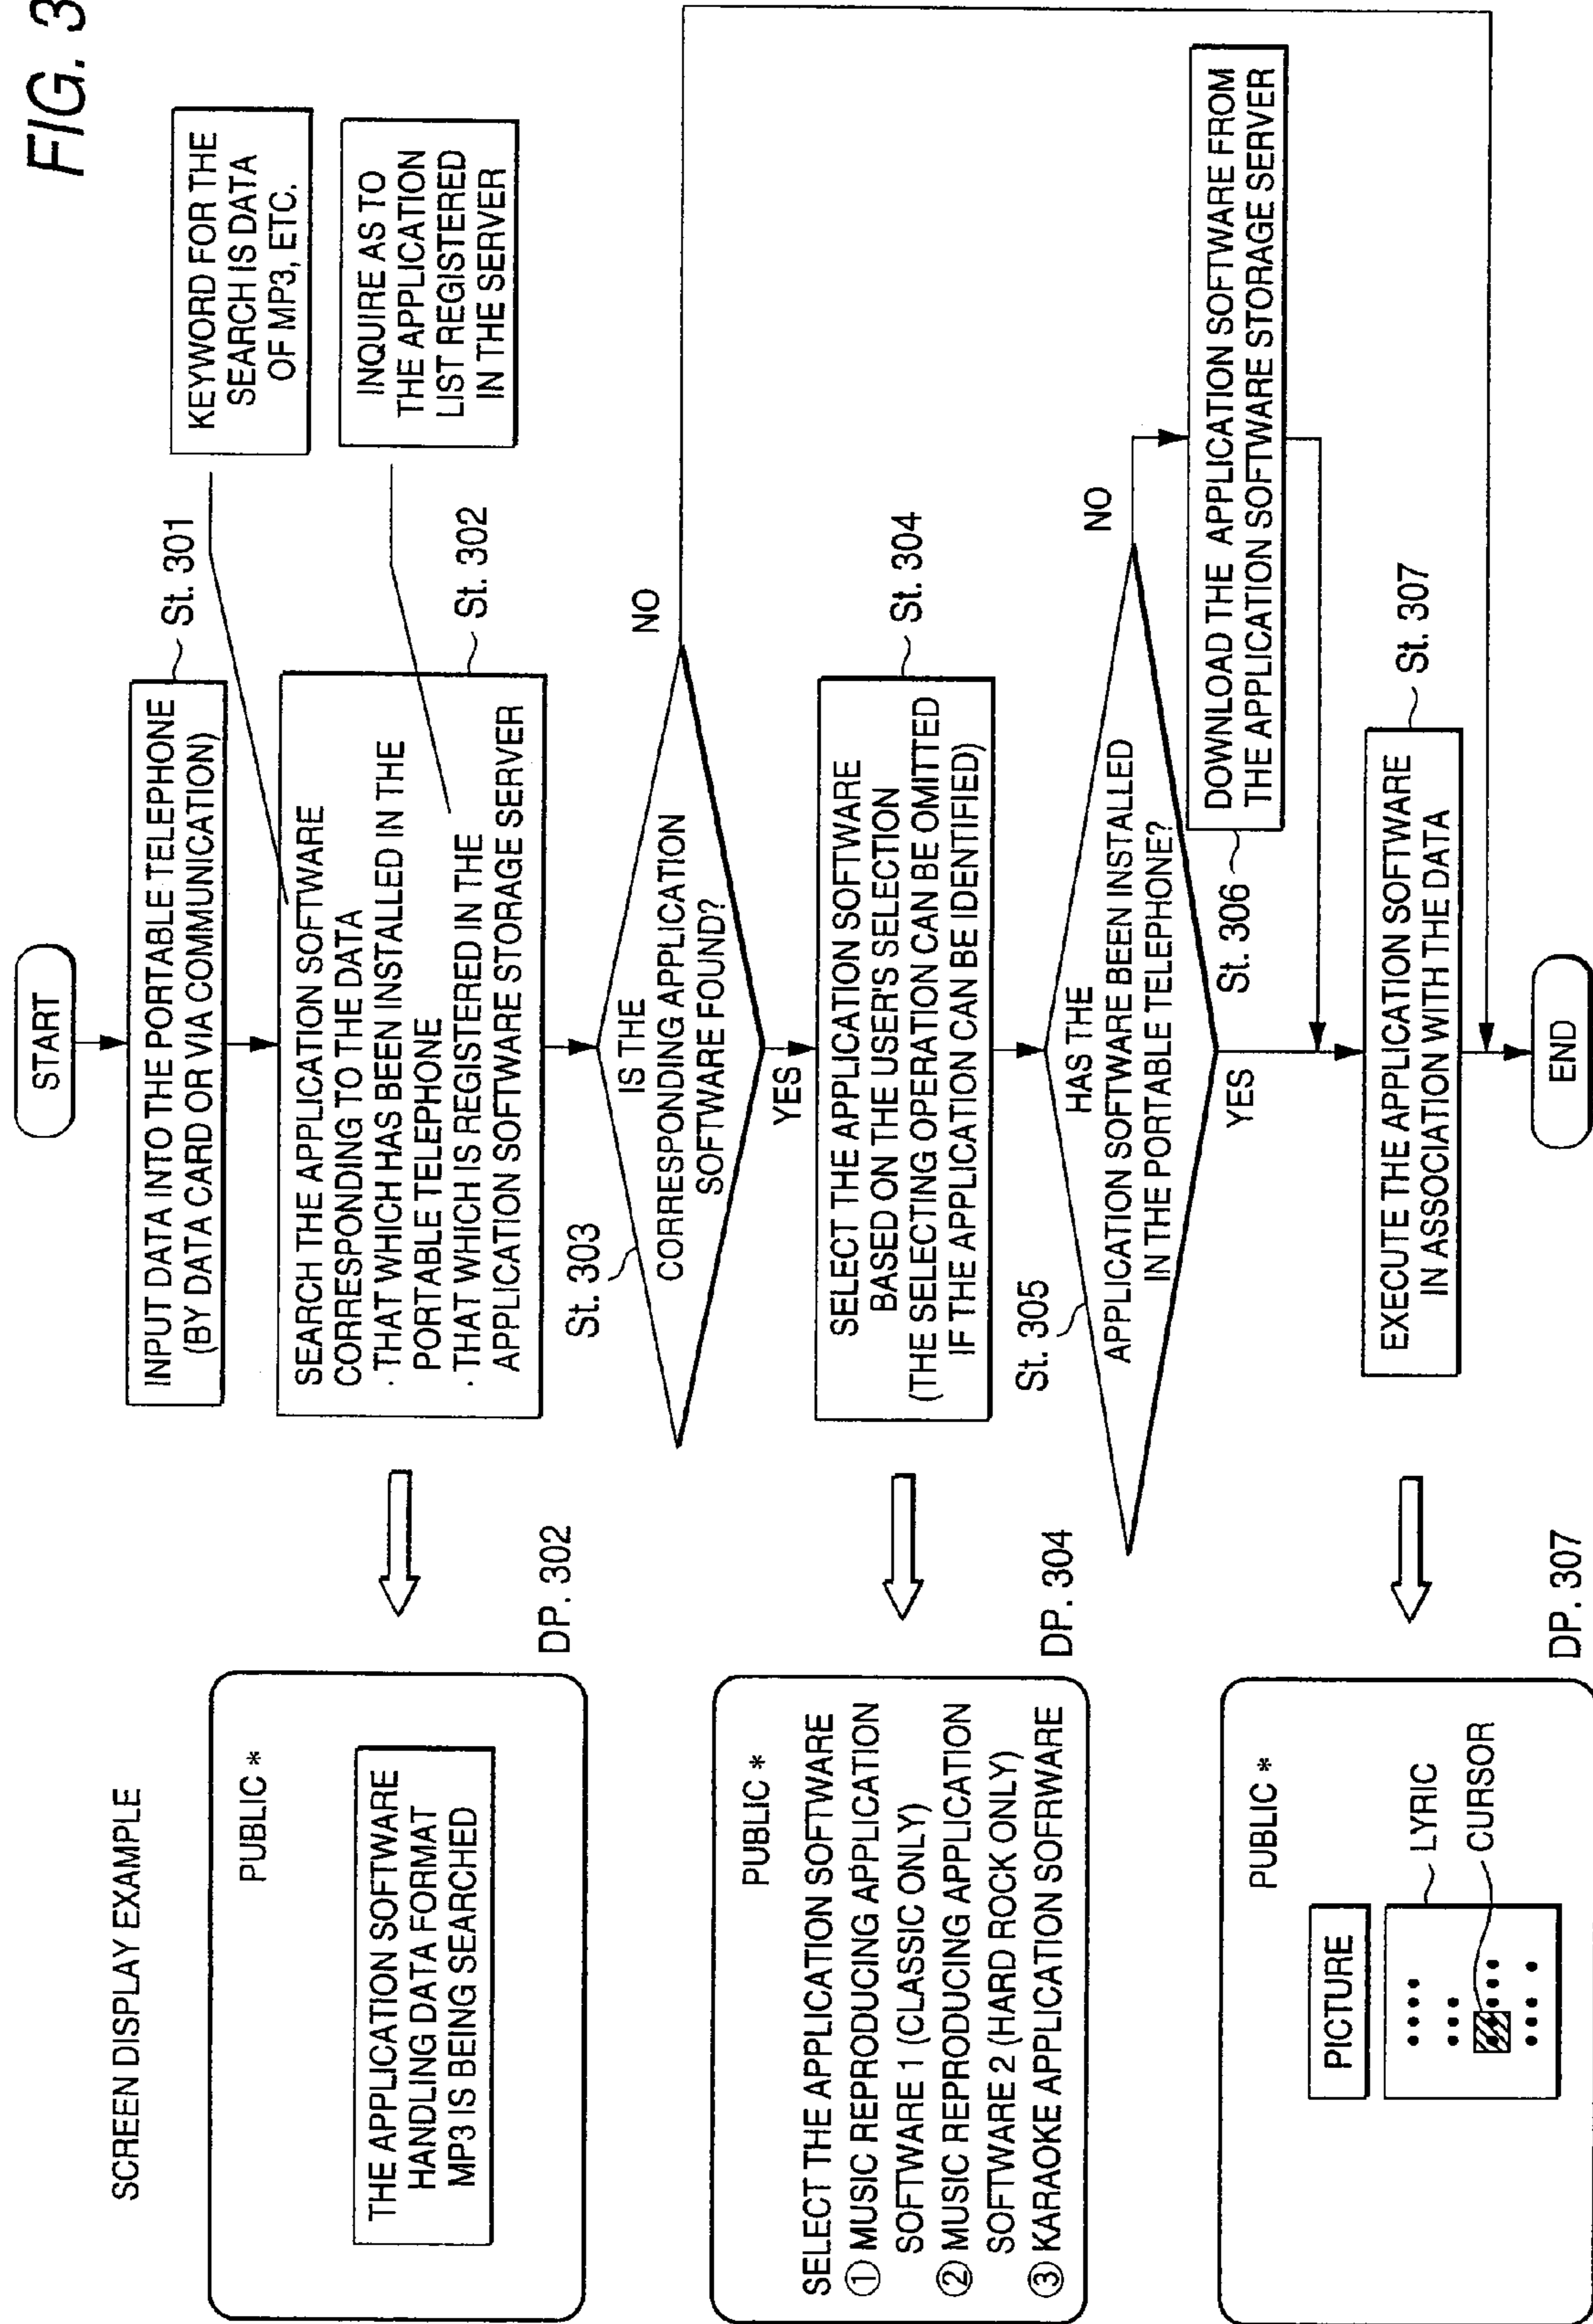 FIG. 3
SCREEN DISPLAY EXAMPLE
START
INPUT DATA INTO THE PORTABLE TELEPHONE
(BY DATA CARD OR VIA COMMUNICATION)
St. 301
KEYWORD FOR THE
SEARCH IS DATA
OF MP3, ETC.
SEARCH THE APPLICATION SOFTWARE
CORRESPONDING TO THE DATA
· THAT WHICH HAS BEEN INSTALLED IN THE
PORTABLE TELEPHONE
· THAT WHICH IS REGISTERED IN THE
APPLICATION SOFTWARE STORAGE SERVER
St. 302
INQUIRE AS TO
THE APPLICATION
LIST REGISTERED
IN THE SERVER
PUBLIC *
THE APPLICATION SOFTWARE
HANDLING DATA FORMAT
MP3 IS BEING SEARCHED
DP. 302
St. 303
IS THE
CORRESPONDING APPLICATION
SOFTWARE FOUND?
NO
YES
SELECT THE APPLICATION SOFTWARE
BASED ON THE USER'S SELECTION
(THE SELECTING OPERATION CAN BE OMITTED
IF THE APPLICATION CAN BE IDENTIFIED)
St. 304
PUBLIC *
SELECT THE APPLICATION SOFTWARE
① MUSIC REPRODUCING APPLICATION
SOFTWARE 1 (CLASSIC ONLY)
② MUSIC REPRODUCING APPLICATION
SOFTWARE 2 (HARD ROCK ONLY)
③ KARAOKE APPLICATION SOFRWARE
DP. 304
St. 305
HAS THE
APPLICATION SOFTWARE BEEN INSTALLED
IN THE PORTABLE TELEPHONE?
NO
YES
St. 306
DOWNLOAD THE APPLICATION SOFTWARE FROM
THE APPLICATION SOFTWARE STORAGE SERVER
EXECUTE THE APPLICATION SOFTWARE
IN ASSOCIATION WITH THE DATA
St. 307
PUBLIC *
PICTURE
LYRIC
CURSOR
DP. 307
END